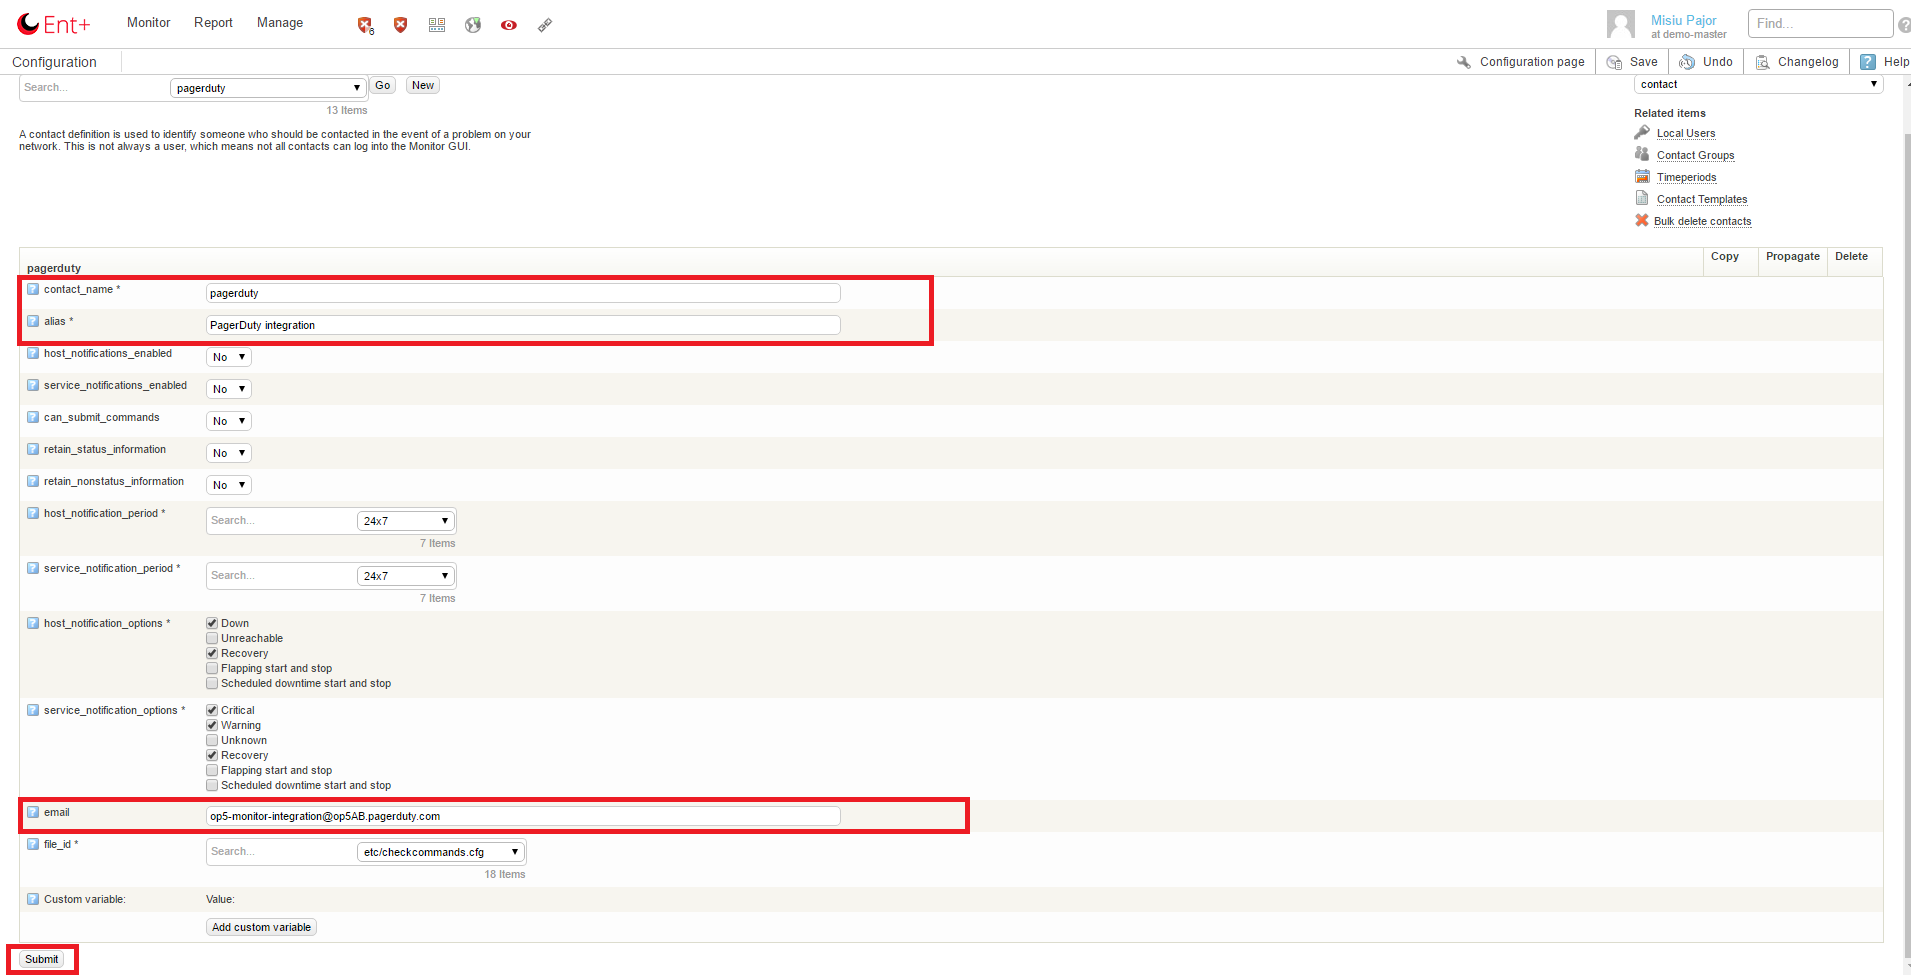 Ent+ Monitor Report Manage 6 Misiu Pajor Find...
at demo-master
Configuration Configuration page Save Undo Changelog Help
Search... pagerduty Go New contact
13 Items
A contact definition is used to identify someone who should be contacted in the event of a problem on your
network. This is not always a user, which means not all contacts can log into the Monitor GUI.
Related items
Local Users
Contact Groups
Timeperiods
Contact Templates
Bulk delete contacts
pagerduty Copy Propagate Delete
contact_name * pagerduty
alias * PagerDuty integration
host_notifications_enabled No
service_notifications_enabled No
can_submit_commands No
retain_status_information No
retain_nonstatus_information No
host_notification_period * Search... 24x7
7 Items
service_notification_period * Search... 24x7
7 Items
host_notification_options * Down
Unreachable
Recovery
Flapping start and stop
Scheduled downtime start and stop
service_notification_options * Critical
Warning
Unknown
Recovery
Flapping start and stop
Scheduled downtime start and stop
email op5-monitor-integration@op5AB.pagerduty.com
file_id * Search... etc/checkcommands.cfg
18 Items
Custom variable: Value:
Add custom variable
Submit